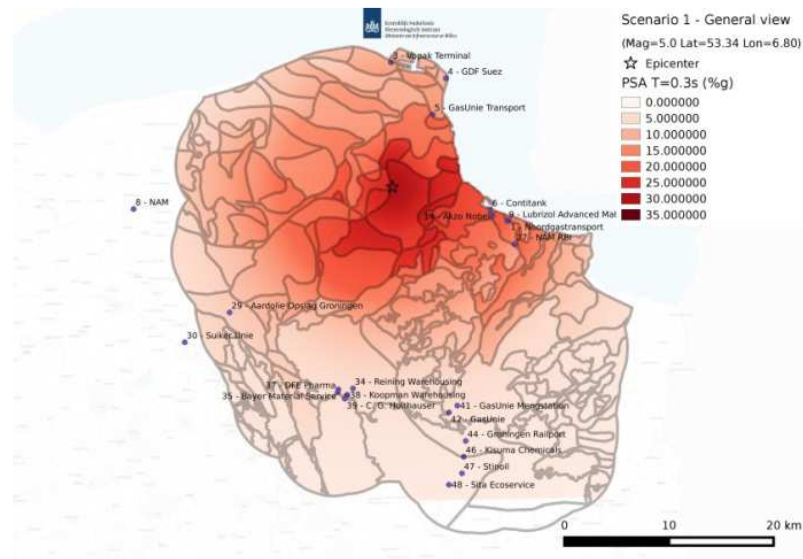 Scenario 1 - General view
(Mag=5.0 Lat=53.34 Lon=6.80)
Epicenter
PSA T=0.3s (%g)
0.000000
5.000000
10.000000
15.000000
20.000000
25.000000
30.000000
35.000000
3 - Vopak Terminal
4 - GDF Suez
5 - GasUnie Transport
8 - NAM
6 - Contitank
Akzo Nobel
9 - Lubrizol Advanced Mat
Noordgastransport
NAM RBI
29 - Aardolie Opslag Groningen
30 - Suiker Unie
34 - Reining Warehousing
37 - DFE Pharma
38 - Koopman Warehousing
35 - Bayer Material Service
39 - C. G. Holthauser
41 - GasUnie Mengstation
42 - GasUnie
44 - Groningen Railport
46 - Kisuma Chemicals
47 - Stinoil
48 - Sita Ecoservice
0 10 20 km